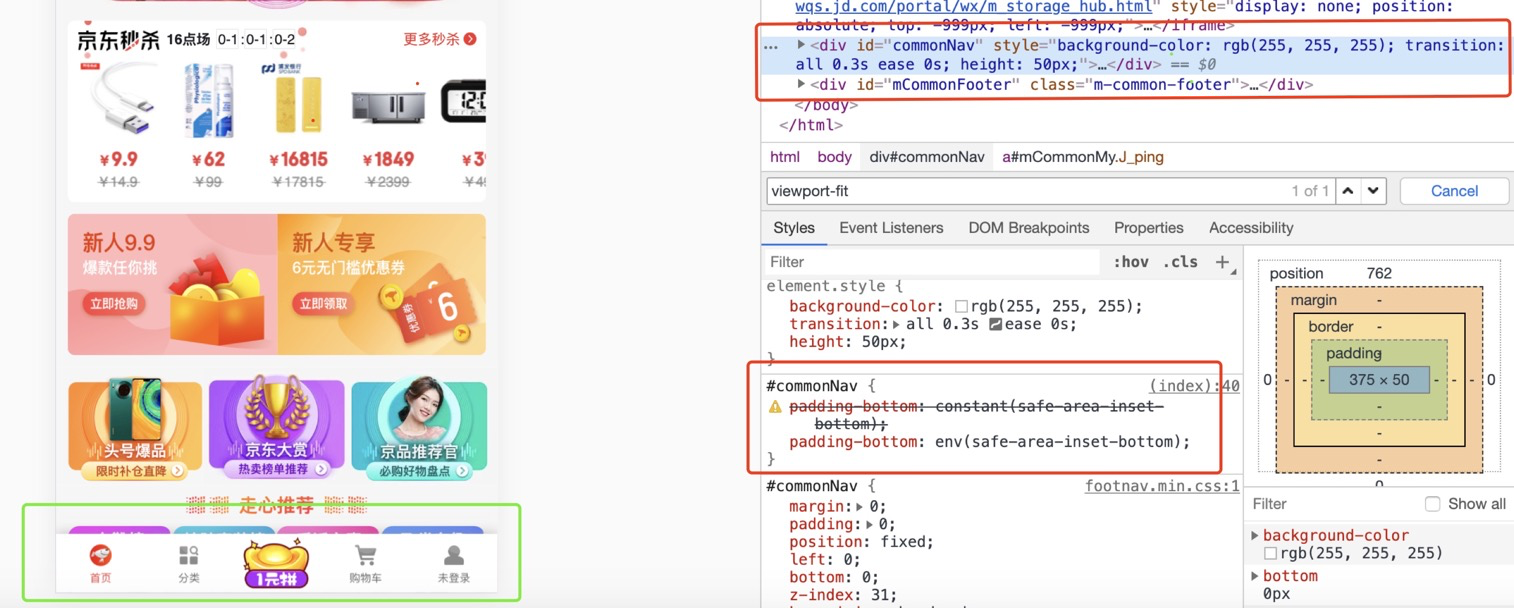 京东秒杀 16点场 0-1:0-1:0-2 更多秒杀
¥9.9 ¥62 ¥16815 ¥1849
¥14.9 ¥99 ¥17815 ¥2399
新人9.9
爆款任你挑
立即抢购
新人专享
6元无门槛优惠券
立即领取
6
优惠券
头号爆品
限时补仓直降
京东大赏
热卖榜单推荐
京品推荐官
必购好物盘点
走心推荐
首页 分类 1元拼 购物车 未登录
wqs.jd.com/portal/wx/m_storage_hub.html" style="display: none; position:
absolute; top: -999px; left: -999px;">…</iframe>
… ▶<div id="commonNav" style="background-color: rgb(255, 255, 255); transition:
all 0.3s ease 0s; height: 50px;">…</div> == $0
▶<div id="mCommonFooter" class="m-common-footer">…</div>
</body>
</html>
html body div#commonNav a#mCommonMy.J_ping
viewport-fit 1 of 1 Cancel
Styles Event Listeners DOM Breakpoints Properties Accessibility
Filter :hov .cls +
element.style {
background-color: rgb(255, 255, 255);
transition:▶ all 0.3s ease 0s;
height: 50px;
}
#commonNav { (index):40
padding-bottom: constant(safe-area-inset-
bottom);
padding-bottom: env(safe-area-inset-bottom);
}
#commonNav { footnav.min.css:1
margin:▶ 0;
padding:▶ 0;
position: fixed;
left: 0;
bottom: 0;
z-index: 31;
position 762
margin -
border -
padding -
0 - - - 375 × 50 - - - 0
-
-
-
0
Filter Show all
▶ background-color
rgb(255, 255, 255)
▶ bottom
0px